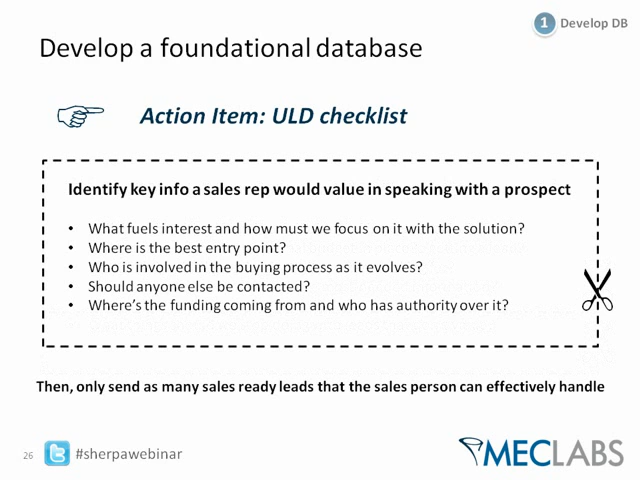 1 Develop DB
Develop a foundational database
Action Item: ULD checklist
Identify key info a sales rep would value in speaking with a prospect
• What fuels interest and how must we focus on it with the solution?
• Where is the best entry point?
• Who is involved in the buying process as it evolves?
• Should anyone else be contacted?
• Where’s the funding coming from and who has authority over it?
Then, only send as many sales ready leads that the sales person can effectively handle
26 #sherpawebinar
MECLABS